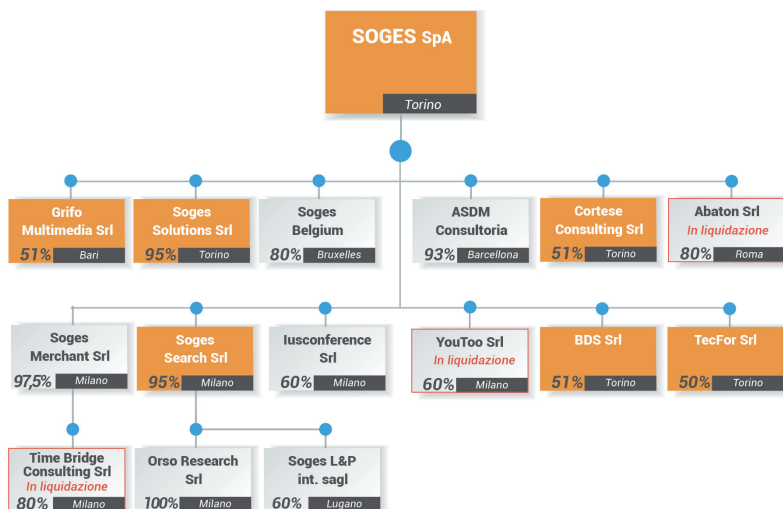 SOGES SpA
Torino
Grifo
Multimedia Srl
51% Bari
Soges
Solutions Srl
95% Torino
Soges
Belgium
80% Bruxelles
ASDM
Consultoria
93% Barcellona
Cortese
Consulting Srl
51% Torino
Abaton Srl
In liquidazione
80% Roma
Soges
Merchant Srl
97,5% Milano
Soges
Search Srl
95% Milano
Iusconference
Srl
60% Milano
YouToo Srl
In liquidazione
60% Milano
BDS Srl
51% Torino
TecFor Srl
50% Torino
Time Bridge
Consulting Srl
In liquidazione
80% Milano
Orso Research
Srl
100% Milano
Soges L&P
int. sagl
60% Lugano